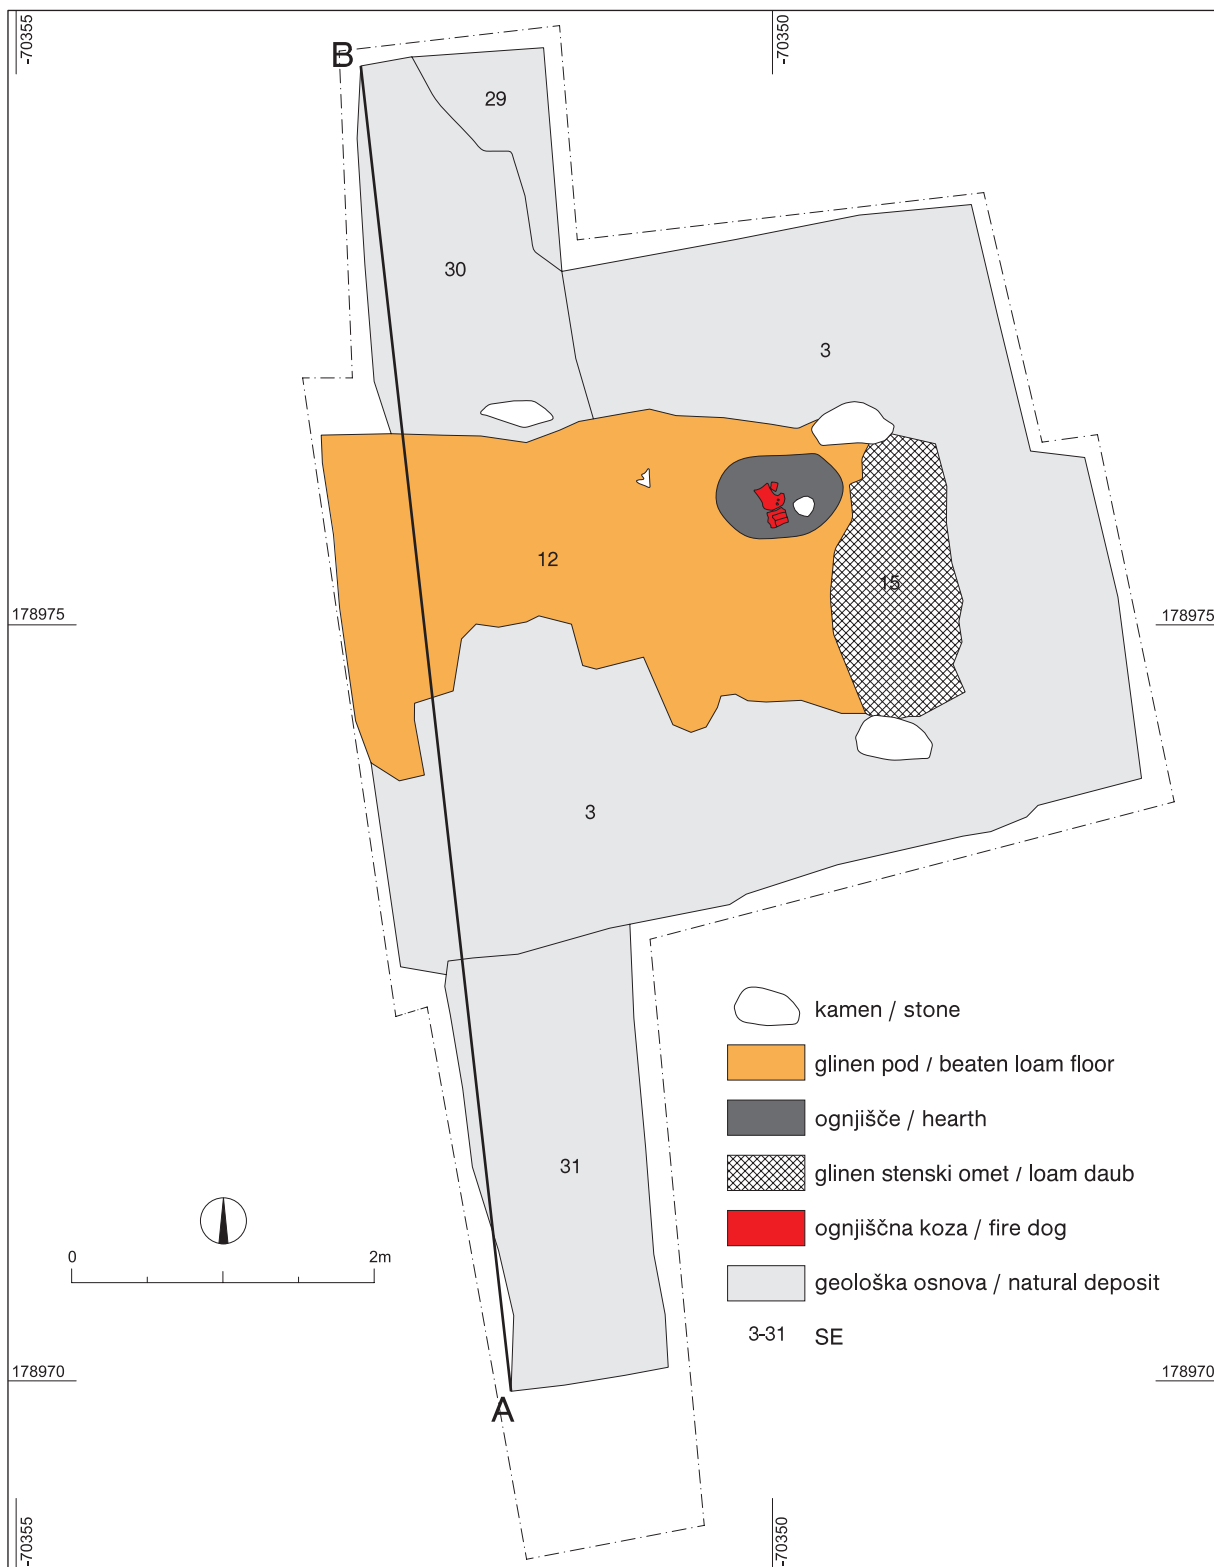 -70355
-70350
B
29
30
3
12
15
178975
178975
3
kamen / stone
glinen pod / beaten loam floor
ognjišče / hearth
31
glinen stenski omet / loam daub
ognjiščna koza / fire dog
0 2m
geološka osnova / natural deposit
3-31 SE
178970
178970
A
-70355
-70350